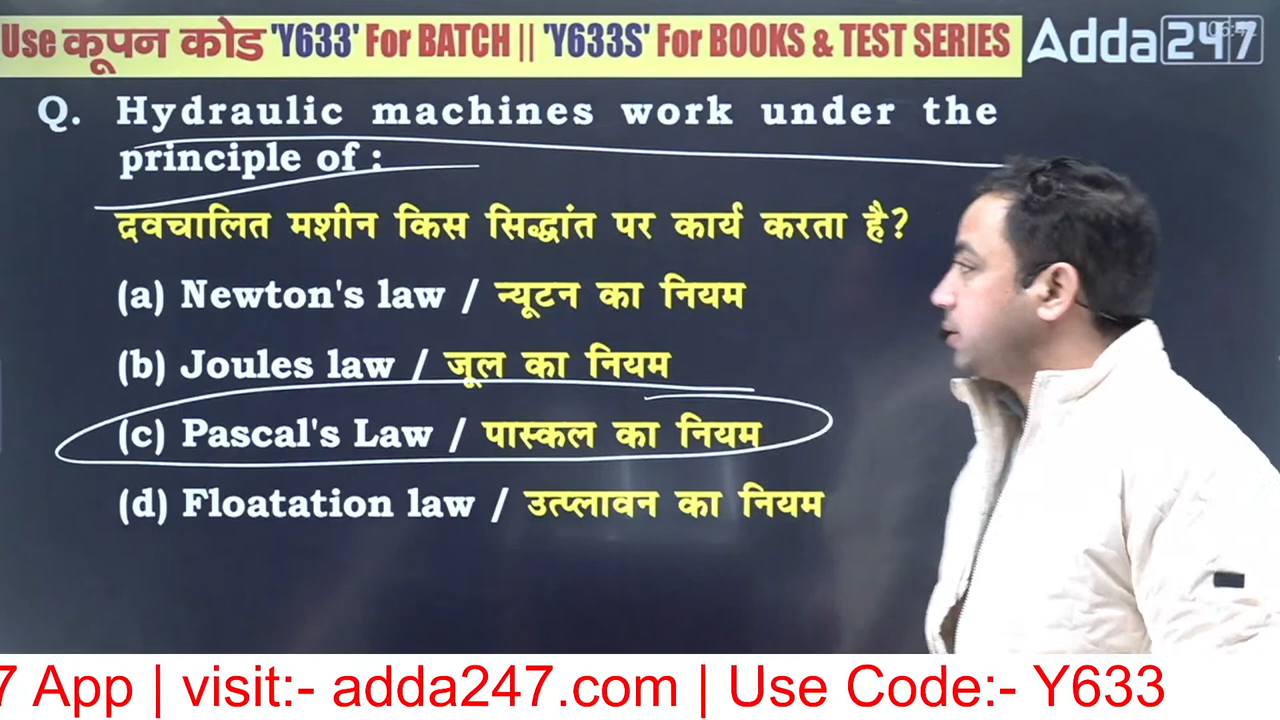 Use कूपन कोड 'Y633' For BATCH || 'Y633S' For BOOKS & TEST SERIES
Adda247
Q. Hydraulic machines work under the
principle of :
द्रवचालित मशीन किस सिद्धांत पर कार्य करता है?
(a) Newton's law / न्यूटन का नियम
(b) Joules law / जूल का नियम
(c) Pascal's Law / पास्कल का नियम
(d) Floatation law / उत्प्लावन का नियम
7 App | visit:- adda247.com | Use Code:- Y633